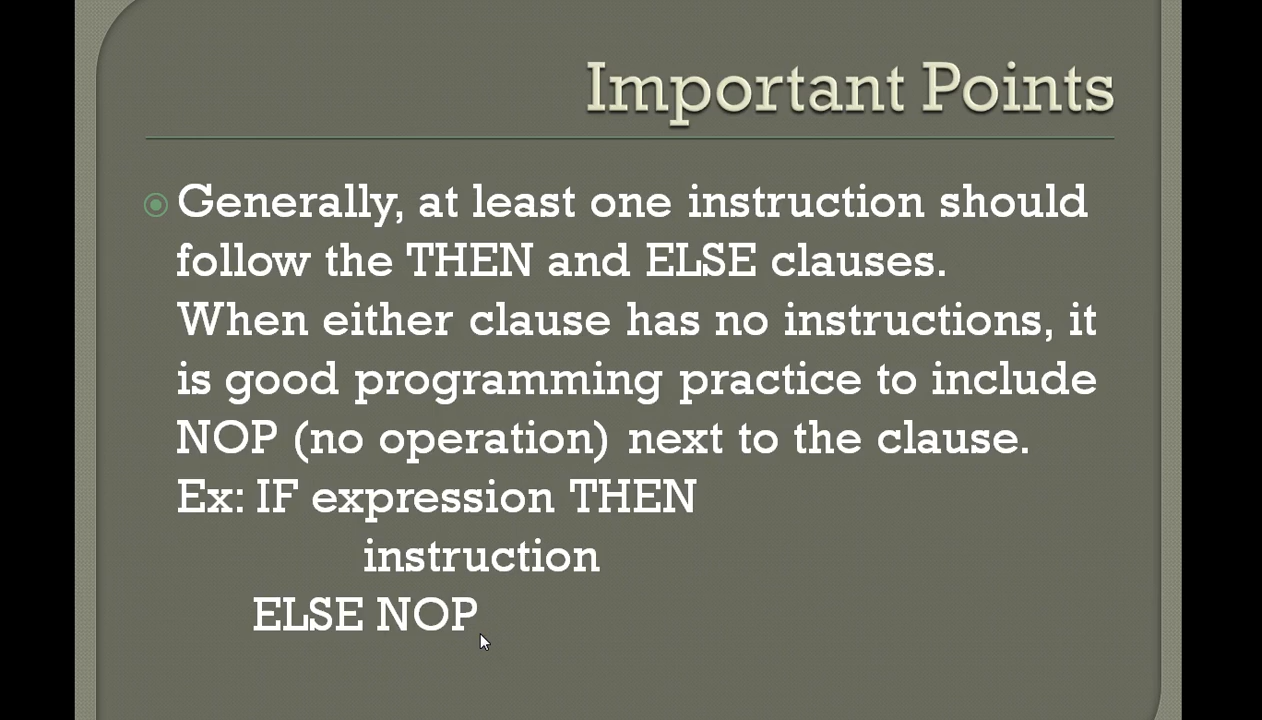 Important Points
Generally, at least one instruction should
follow the THEN and ELSE clauses.
When either clause has no instructions, it
is good programming practice to include
NOP (no operation) next to the clause.
Ex: IF expression THEN
instruction
ELSE NOP